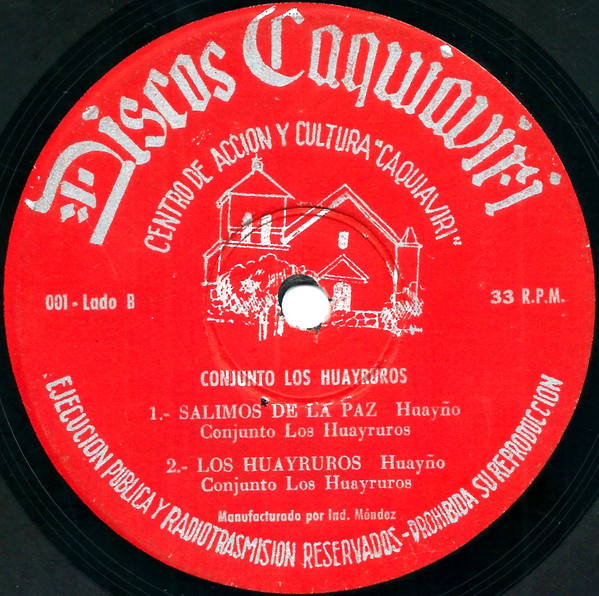 Discos Caquiaviri
CENTRO DE ACCION Y CULTURA "CAQUIAVIRI"
001 - Lado B
33 R.P.M.
CONJUNTO LOS HUAYRUROS
1.- SALIMOS DE LA PAZ Huayño
Conjunto Los Huayruros
2.- LOS HUAYRUROS Huayño
Conjunto Los Huayruros
Manufacturado por Ind. Méndez
EJECUCION PUBLICA Y RADIOTRASMISION RESERVADOS - PROHIBIDA SU REPRODUCCION